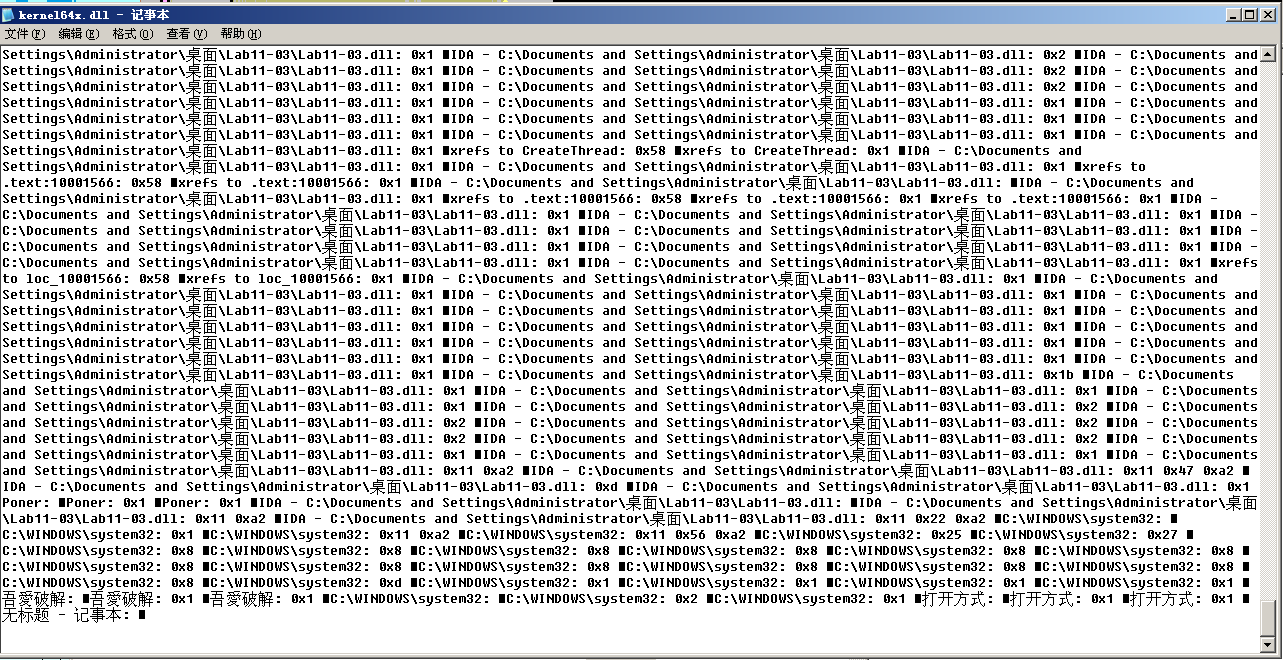 kernel64x.dll - 记事本
文件(F) 编辑(E) 格式(O) 查看(V) 帮助(H)
Settings\Administrator\桌面\Lab11-03\Lab11-03.dll: 0x1 ■IDA - C:\Documents and Settings\Administrator\桌面\Lab11-03\Lab11-03.dll: 0x2 ■IDA - C:\Documents and
Settings\Administrator\桌面\Lab11-03\Lab11-03.dll: 0x1 ■IDA - C:\Documents and Settings\Administrator\桌面\Lab11-03\Lab11-03.dll: 0x2 ■IDA - C:\Documents and
Settings\Administrator\桌面\Lab11-03\Lab11-03.dll: 0x1 ■IDA - C:\Documents and Settings\Administrator\桌面\Lab11-03\Lab11-03.dll: 0x2 ■IDA - C:\Documents and
Settings\Administrator\桌面\Lab11-03\Lab11-03.dll: 0x1 ■IDA - C:\Documents and Settings\Administrator\桌面\Lab11-03\Lab11-03.dll: 0x1 ■IDA - C:\Documents and
Settings\Administrator\桌面\Lab11-03\Lab11-03.dll: 0x1 ■IDA - C:\Documents and Settings\Administrator\桌面\Lab11-03\Lab11-03.dll: 0x1 ■IDA - C:\Documents and
Settings\Administrator\桌面\Lab11-03\Lab11-03.dll: 0x1 ■IDA - C:\Documents and Settings\Administrator\桌面\Lab11-03\Lab11-03.dll: 0x1 ■IDA - C:\Documents and
Settings\Administrator\桌面\Lab11-03\Lab11-03.dll: 0x1 ■xrefs to CreateThread: 0x58 ■xrefs to CreateThread: 0x1 ■IDA - C:\Documents and
Settings\Administrator\桌面\Lab11-03\Lab11-03.dll: 0x1 ■IDA - C:\Documents and Settings\Administrator\桌面\Lab11-03\Lab11-03.dll: 0x1 ■xrefs to
.text:10001566: 0x58 ■xrefs to .text:10001566: 0x1 ■IDA - C:\Documents and Settings\Administrator\桌面\Lab11-03\Lab11-03.dll: ■IDA - C:\Documents and
Settings\Administrator\桌面\Lab11-03\Lab11-03.dll: 0x1 ■xrefs to .text:10001566: 0x58 ■xrefs to .text:10001566: 0x1 ■xrefs to .text:10001566: 0x1 ■IDA -
C:\Documents and Settings\Administrator\桌面\Lab11-03\Lab11-03.dll: 0x1 ■IDA - C:\Documents and Settings\Administrator\桌面\Lab11-03\Lab11-03.dll: 0x1 ■IDA -
C:\Documents and Settings\Administrator\桌面\Lab11-03\Lab11-03.dll: 0x1 ■IDA - C:\Documents and Settings\Administrator\桌面\Lab11-03\Lab11-03.dll: 0x1 ■IDA -
C:\Documents and Settings\Administrator\桌面\Lab11-03\Lab11-03.dll: 0x1 ■IDA - C:\Documents and Settings\Administrator\桌面\Lab11-03\Lab11-03.dll: 0x1 ■IDA -
C:\Documents and Settings\Administrator\桌面\Lab11-03\Lab11-03.dll: 0x1 ■IDA - C:\Documents and Settings\Administrator\桌面\Lab11-03\Lab11-03.dll: 0x1 ■xrefs
to loc_10001566: 0x58 ■xrefs to loc_10001566: 0x1 ■IDA - C:\Documents and Settings\Administrator\桌面\Lab11-03\Lab11-03.dll: 0x1 ■IDA - C:\Documents and
Settings\Administrator\桌面\Lab11-03\Lab11-03.dll: 0x1 ■IDA - C:\Documents and Settings\Administrator\桌面\Lab11-03\Lab11-03.dll: 0x1 ■IDA - C:\Documents and
Settings\Administrator\桌面\Lab11-03\Lab11-03.dll: 0x1 ■IDA - C:\Documents and Settings\Administrator\桌面\Lab11-03\Lab11-03.dll: 0x1 ■IDA - C:\Documents and
Settings\Administrator\桌面\Lab11-03\Lab11-03.dll: 0x1 ■IDA - C:\Documents and Settings\Administrator\桌面\Lab11-03\Lab11-03.dll: 0x1 ■IDA - C:\Documents and
Settings\Administrator\桌面\Lab11-03\Lab11-03.dll: 0x1 ■IDA - C:\Documents and Settings\Administrator\桌面\Lab11-03\Lab11-03.dll: 0x1 ■IDA - C:\Documents and
Settings\Administrator\桌面\Lab11-03\Lab11-03.dll: 0x1 ■IDA - C:\Documents and Settings\Administrator\桌面\Lab11-03\Lab11-03.dll: 0x1 ■IDA - C:\Documents and
Settings\Administrator\桌面\Lab11-03\Lab11-03.dll: 0x1 ■IDA - C:\Documents and Settings\Administrator\桌面\Lab11-03\Lab11-03.dll: 0x1b ■IDA - C:\Documents
and Settings\Administrator\桌面\Lab11-03\Lab11-03.dll: 0x1 ■IDA - C:\Documents and Settings\Administrator\桌面\Lab11-03\Lab11-03.dll: 0x1 ■IDA - C:\Documents
and Settings\Administrator\桌面\Lab11-03\Lab11-03.dll: 0x1 ■IDA - C:\Documents and Settings\Administrator\桌面\Lab11-03\Lab11-03.dll: 0x2 ■IDA - C:\Documents
and Settings\Administrator\桌面\Lab11-03\Lab11-03.dll: 0x2 ■IDA - C:\Documents and Settings\Administrator\桌面\Lab11-03\Lab11-03.dll: 0x2 ■IDA - C:\Documents
and Settings\Administrator\桌面\Lab11-03\Lab11-03.dll: 0x2 ■IDA - C:\Documents and Settings\Administrator\桌面\Lab11-03\Lab11-03.dll: 0x2 ■IDA - C:\Documents
and Settings\Administrator\桌面\Lab11-03\Lab11-03.dll: 0x1 ■IDA - C:\Documents and Settings\Administrator\桌面\Lab11-03\Lab11-03.dll: 0x1 ■IDA - C:\Documents
and Settings\Administrator\桌面\Lab11-03\Lab11-03.dll: 0x11 0xa2 ■IDA - C:\Documents and Settings\Administrator\桌面\Lab11-03\Lab11-03.dll: 0x11 0x47 0xa2 ■
IDA - C:\Documents and Settings\Administrator\桌面\Lab11-03\Lab11-03.dll: 0xd ■IDA - C:\Documents and Settings\Administrator\桌面\Lab11-03\Lab11-03.dll: 0x1
Poner: ■Poner: 0x1 ■Poner: 0x1 ■IDA - C:\Documents and Settings\Administrator\桌面\Lab11-03\Lab11-03.dll: ■IDA - C:\Documents and Settings\Administrator\桌面
\Lab11-03\Lab11-03.dll: 0x11 0xa2 ■IDA - C:\Documents and Settings\Administrator\桌面\Lab11-03\Lab11-03.dll: 0x11 0x22 0xa2 ■C:\WINDOWS\system32: ■
C:\WINDOWS\system32: 0x1 ■C:\WINDOWS\system32: 0x11 0xa2 ■C:\WINDOWS\system32: 0x11 0x56 0xa2 ■C:\WINDOWS\system32: 0x25 ■C:\WINDOWS\system32: 0x27 ■
C:\WINDOWS\system32: 0x8 ■C:\WINDOWS\system32: 0x8 ■C:\WINDOWS\system32: 0x8 ■C:\WINDOWS\system32: 0x8 ■C:\WINDOWS\system32: 0x8 ■C:\WINDOWS\system32: 0x8 ■
C:\WINDOWS\system32: 0x8 ■C:\WINDOWS\system32: 0x8 ■C:\WINDOWS\system32: 0x8 ■C:\WINDOWS\system32: 0x8 ■C:\WINDOWS\system32: 0x8 ■C:\WINDOWS\system32: 0x8 ■
C:\WINDOWS\system32: 0x8 ■C:\WINDOWS\system32: 0xd ■C:\WINDOWS\system32: 0x1 ■C:\WINDOWS\system32: 0x1 ■C:\WINDOWS\system32: 0x1 ■C:\WINDOWS\system32: 0x1 ■
吾愛破解: ■吾愛破解: 0x1 ■吾愛破解: 0x1 ■C:\WINDOWS\system32: ■C:\WINDOWS\system32: 0x2 ■C:\WINDOWS\system32: 0x1 ■打开方式: ■打开方式: 0x1 ■打开方式: 0x1 ■
无标题 - 记事本: ■